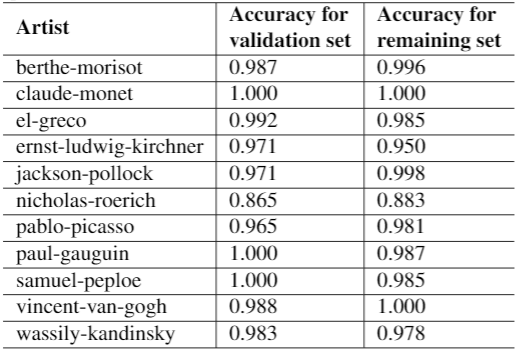 Artist Accuracy for validation set Accuracy for remaining set
berthe-morisot 0.987 0.996
claude-monet 1.000 1.000
el-greco 0.992 0.985
ernst-ludwig-kirchner 0.971 0.950
jackson-pollock 0.971 0.998
nicholas-roerich 0.865 0.883
pablo-picasso 0.965 0.981
paul-gauguin 1.000 0.987
samuel-peploe 1.000 0.985
vincent-van-gogh 0.988 1.000
wassily-kandinsky 0.983 0.978